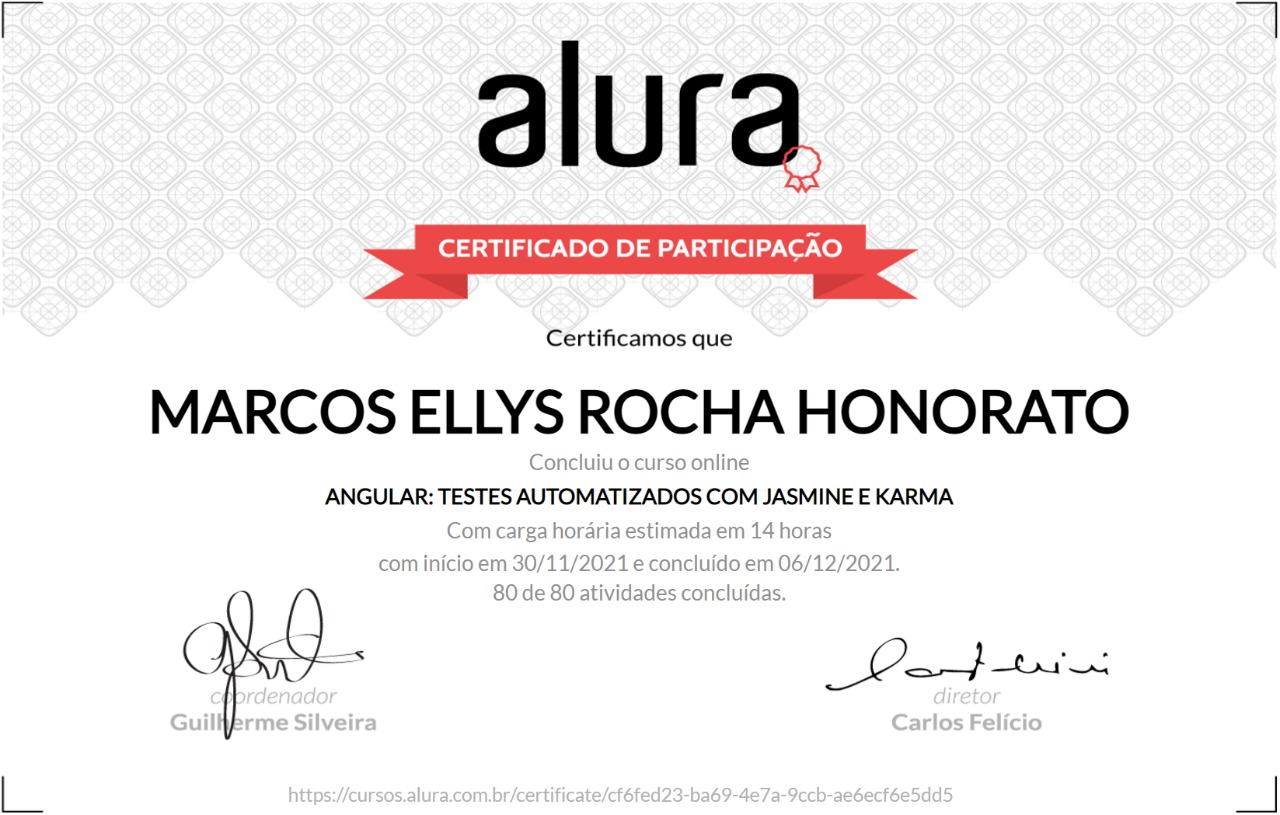 alura
CERTIFICADO DE PARTICIPAÇÃO
Certificamos que
MARCOS ELLYS ROCHA HONORATO
Concluiu o curso online
ANGULAR: TESTES AUTOMATIZADOS COM JASMINE E KARMA
Com carga horária estimada em 14 horas
com início em 30/11/2021 e concluído em 06/12/2021.
80 de 80 atividades concluídas.
coordenador
Guilherme Silveira
diretor
Carlos Felício
https://cursos.alura.com.br/certificate/cf6fed23-ba69-4e7a-9ccb-ae6ecf6e5dd5